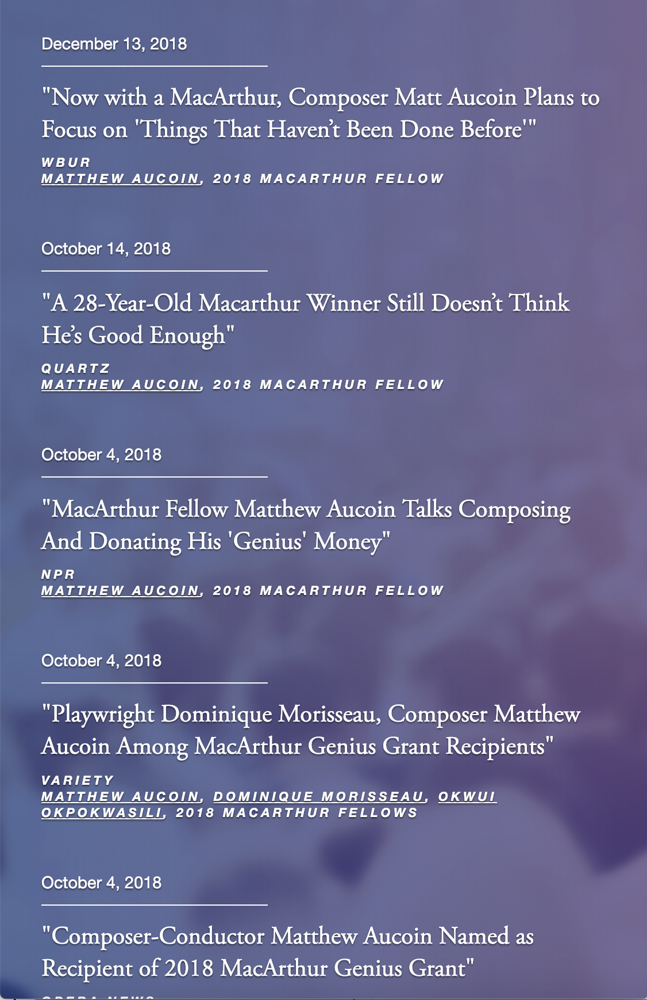 December 13, 2018
"Now with a MacArthur, Composer Matt Aucoin Plans to
Focus on 'Things That Haven’t Been Done Before'"
WBUR
MATTHEW AUCOIN, 2018 MACARTHUR FELLOW
October 14, 2018
"A 28-Year-Old Macarthur Winner Still Doesn’t Think
He’s Good Enough"
QUARTZ
MATTHEW AUCOIN, 2018 MACARTHUR FELLOW
October 4, 2018
"MacArthur Fellow Matthew Aucoin Talks Composing
And Donating His 'Genius' Money"
NPR
MATTHEW AUCOIN, 2018 MACARTHUR FELLOW
October 4, 2018
"Playwright Dominique Morisseau, Composer Matthew
Aucoin Among MacArthur Genius Grant Recipients"
VARIETY
MATTHEW AUCOIN, DOMINIQUE MORISSEAU, OKWUI
OKPOKWASILI, 2018 MACARTHUR FELLOWS
October 4, 2018
"Composer-Conductor Matthew Aucoin Named as
Recipient of 2018 MacArthur Genius Grant"
OPERA NEWS